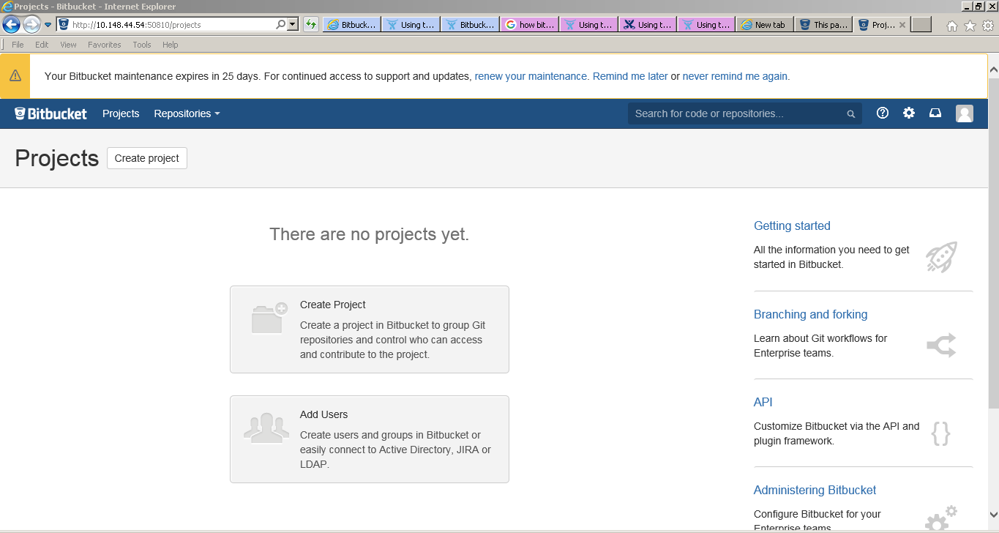 Projects - Bitbucket - Internet Explorer
http://10.148.44.54:50810/projects
Bitbuck...
Using t...
Bitbuck...
how bit...
Using t...
Using t...
Using t...
New tab
This pa...
Proj...
File Edit View Favorites Tools Help
Your Bitbucket maintenance expires in 25 days. For continued access to support and updates, renew your maintenance. Remind me later or never remind me again.
Bitbucket Projects Repositories
Search for code or repositories...
Projects
Create project
There are no projects yet.
Create Project
Create a project in Bitbucket to group Git
repositories and control who can access
and contribute to the project.
Add Users
Create users and groups in Bitbucket or
easily connect to Active Directory, JIRA or
LDAP.
Getting started
All the information you need to get
started in Bitbucket.
Branching and forking
Learn about Git workflows for
Enterprise teams.
API
Customize Bitbucket via the API and
plugin framework.
{}
Administering Bitbucket
Configure Bitbucket for your
Enterprise teams